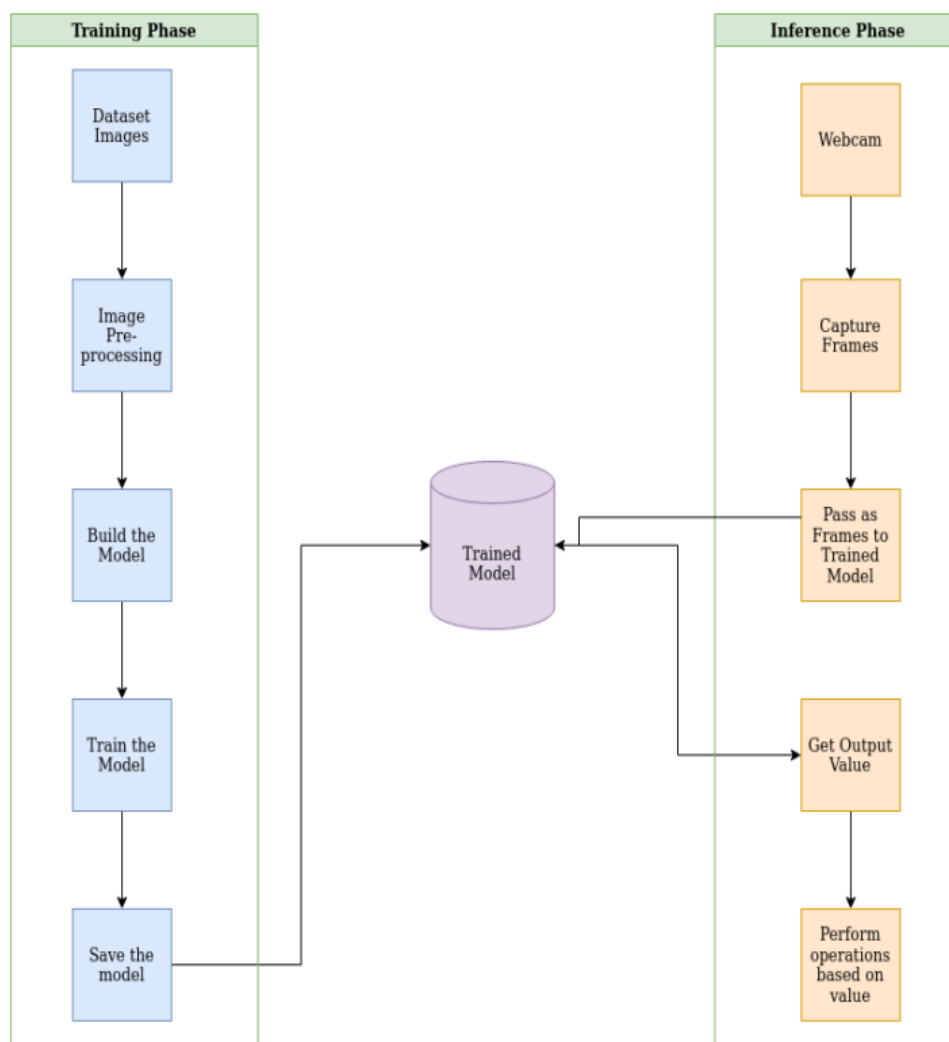 Training Phase
Dataset
Images
Image
Pre-
processing
Build the
Model
Train the
Model
Save the
model
Trained
Model
Inference Phase
Webcam
Capture
Frames
Pass as
Frames to
Trained
Model
Get Output
Value
Perform
operations
based on
value